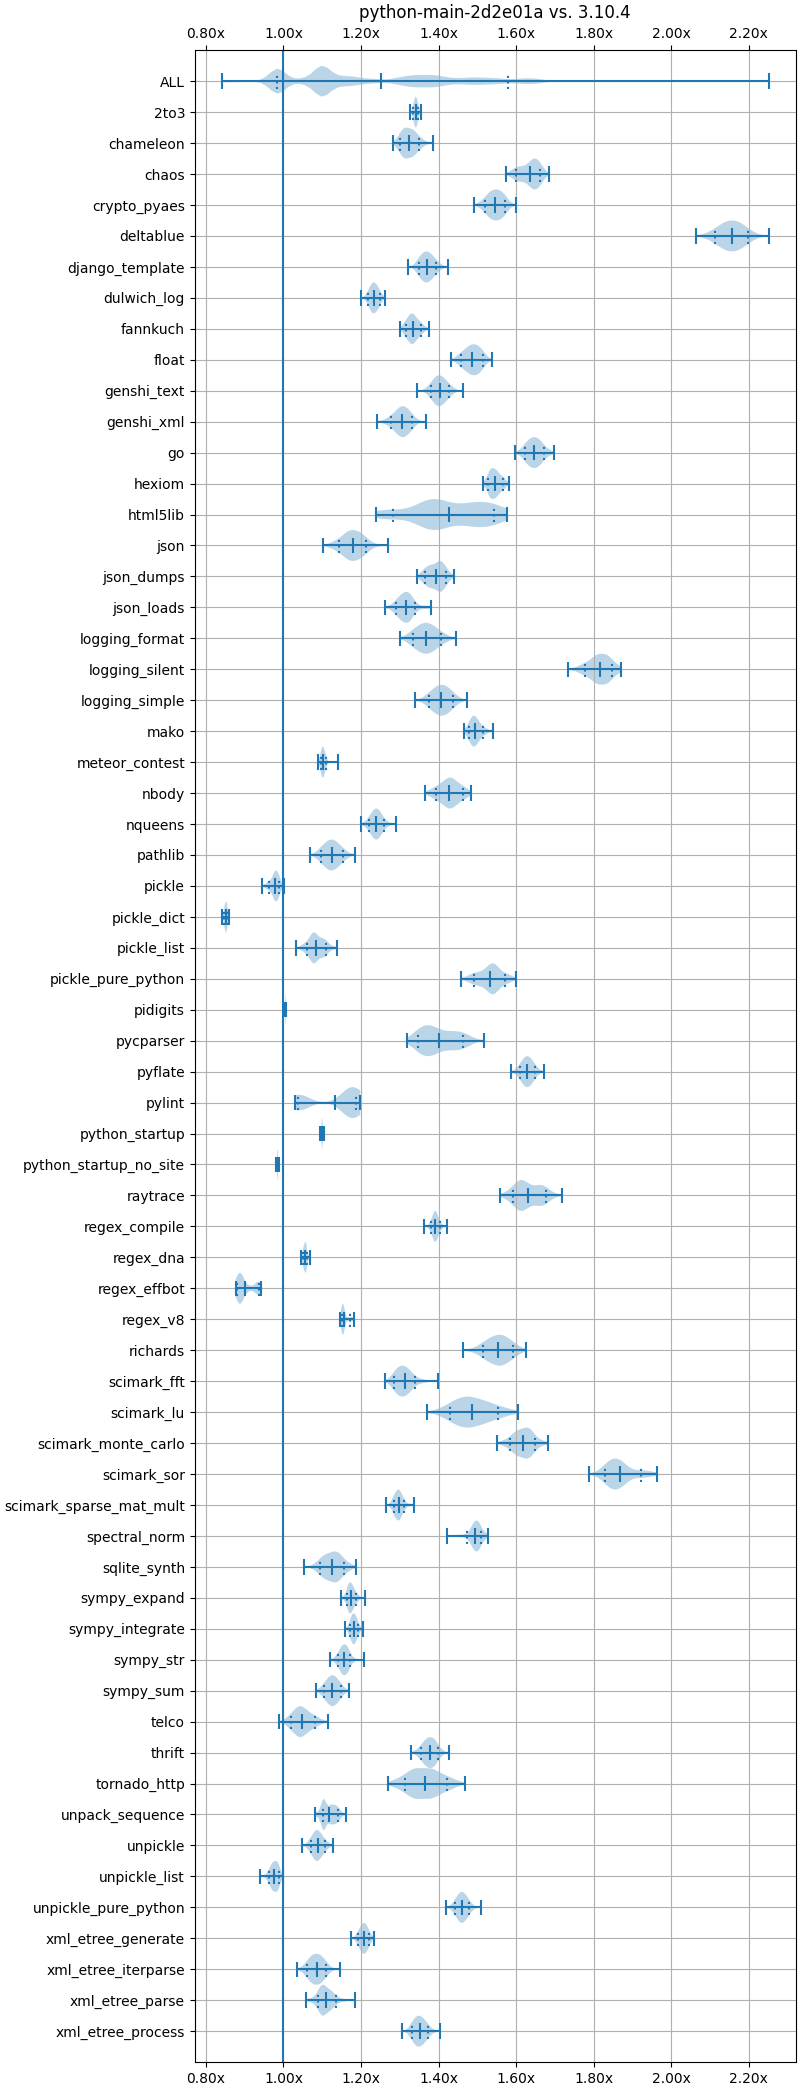 python-main-2d2e01a vs. 3.10.4
0.80x 1.00x 1.20x 1.40x 1.60x 1.80x 2.00x 2.20x
ALL
2to3
chameleon
chaos
crypto_pyaes
deltablue
django_template
dulwich_log
fannkuch
float
genshi_text
genshi_xml
go
hexiom
html5lib
json
json_dumps
json_loads
logging_format
logging_silent
logging_simple
mako
meteor_contest
nbody
nqueens
pathlib
pickle
pickle_dict
pickle_list
pickle_pure_python
pidigits
pycparser
pyflate
pylint
python_startup
python_startup_no_site
raytrace
regex_compile
regex_dna
regex_effbot
regex_v8
richards
scimark_fft
scimark_lu
scimark_monte_carlo
scimark_sor
scimark_sparse_mat_mult
spectral_norm
sqlite_synth
sympy_expand
sympy_integrate
sympy_str
sympy_sum
telco
thrift
tornado_http
unpack_sequence
unpickle
unpickle_list
unpickle_pure_python
xml_etree_generate
xml_etree_iterparse
xml_etree_parse
xml_etree_process
0.80x 1.00x 1.20x 1.40x 1.60x 1.80x 2.00x 2.20x